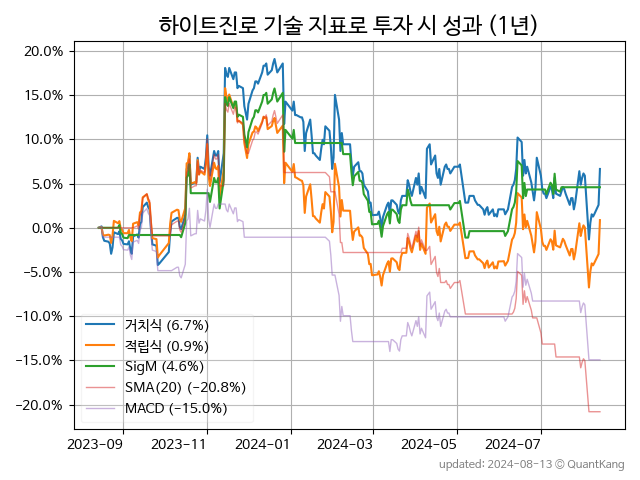 하이트진로 기술 지표로 투자 시 성과 (1년)
20.0%
15.0%
10.0%
5.0%
0.0%
−5.0%
−10.0%
−15.0%
−20.0%
거치식 (6.7%)
적립식 (0.9%)
SigM (4.6%)
SMA(20) (−20.8%)
MACD (−15.0%)
2023-09 2023-11 2024-01 2024-03 2024-05 2024-07
updated: 2024-08-13 © QuantKang